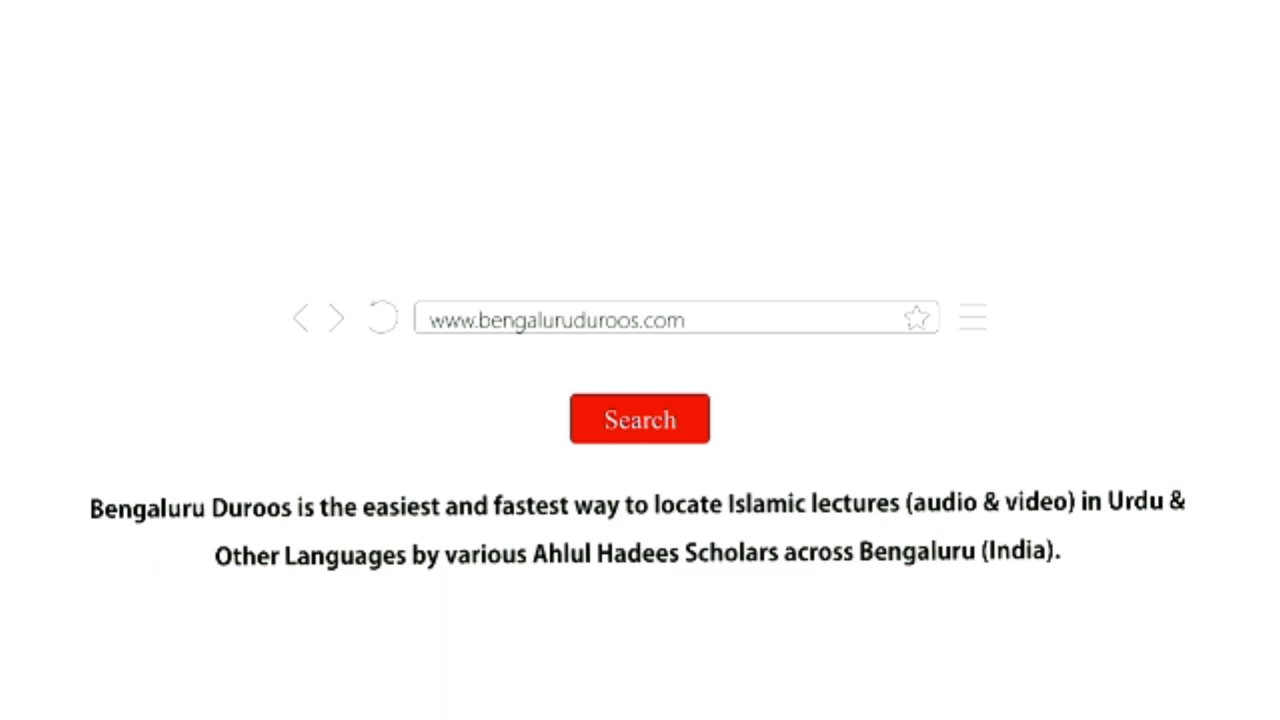 www.bengaluruduroos.com
Search
Bengaluru Duroos is the easiest and fastest way to locate Islamic lectures (audio & video) in Urdu &
Other Languages by various Ahlul Hadees Scholars across Bengaluru (India).